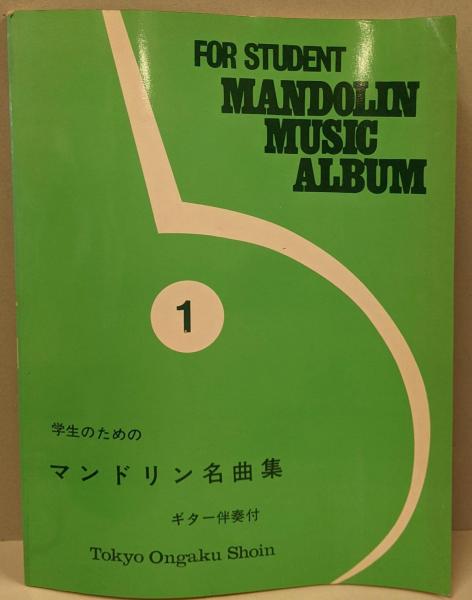 FOR STUDENT
MANDOLIN
MUSIC
ALBUM
1
学生のための
マンドリン名曲集
ギター伴奏付
Tokyo Ongaku Shoin